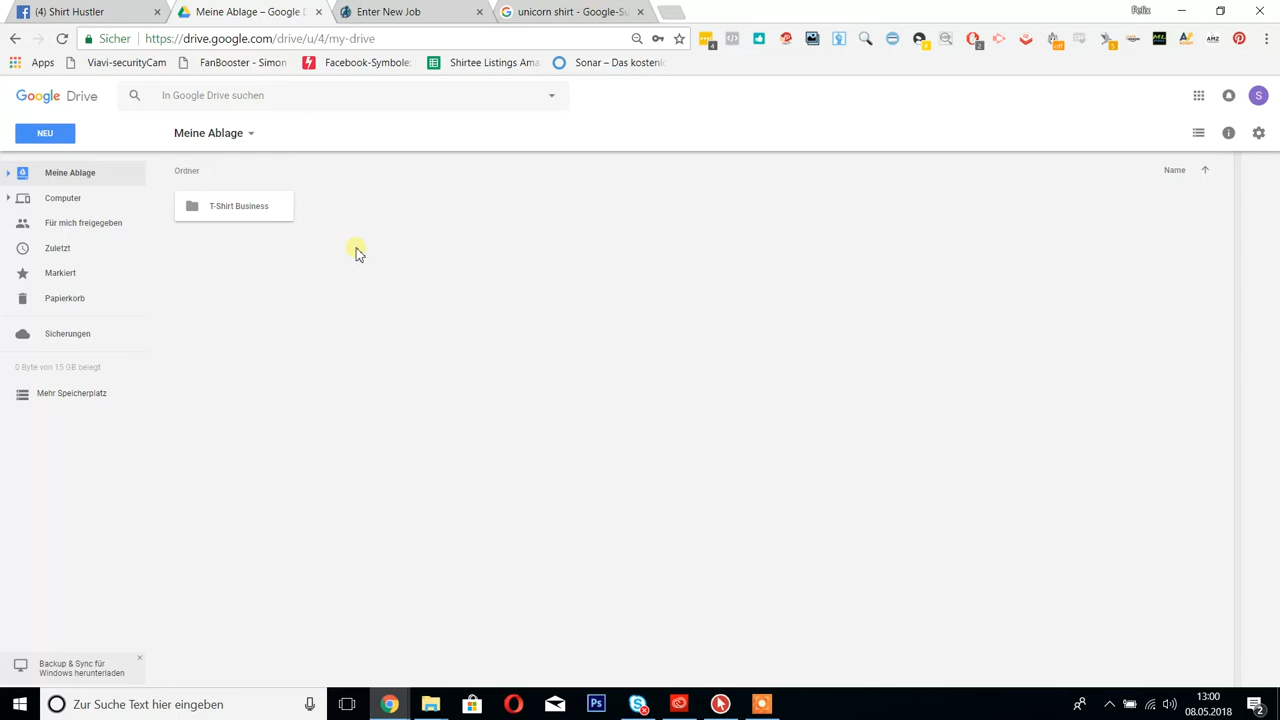 (4) Shirt Hustler
Meine Ablage – Google D
Enter New Job
unicorn shirt - Google-Su
Felix
Sicher
https://drive.google.com/drive/u/4/my-drive
Apps
Viavi-securityCam
FanBooster - Simon
Facebook-Symbole:
Shirtee Listings Ama
Sonar – Das kostenl
Google Drive
In Google Drive suchen
S
NEU
Meine Ablage
Meine Ablage
Computer
Für mich freigegeben
Zuletzt
Markiert
Papierkorb
Sicherungen
0 Byte von 15 GB belegt
Mehr Speicherplatz
Ordner
Name
T-Shirt Business
Backup & Sync für
Windows herunterladen
Zur Suche Text hier eingeben
Ps
13:00
08.05.2018
2